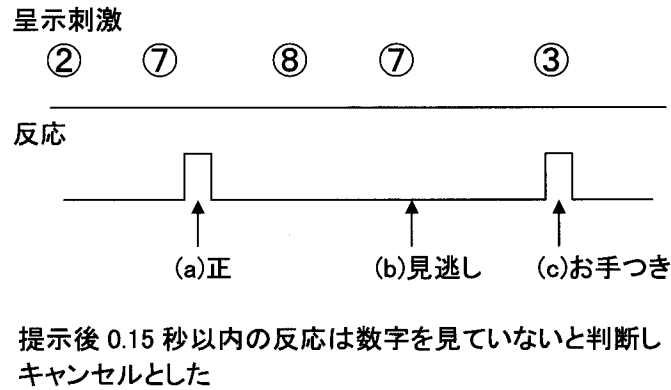 呈示刺激
② ⑦ ⑧ ⑦ ③
反応
(a)正 (b)見逃し (c)お手つき
提示後 0.15 秒以内の反応は数字を見ていないと判断し
キャンセルとした